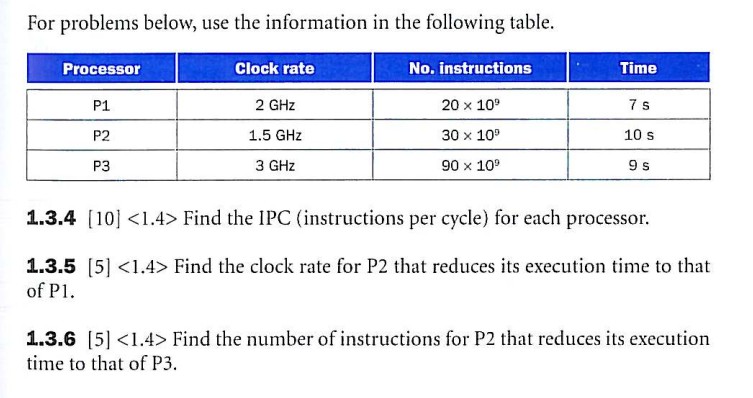 For problems below, use the information in the following table.
Processor Clock rate No. instructions Time
P1 2 GHz 20 × 10⁹ 7 s
P2 1.5 GHz 30 × 10⁹ 10 s
P3 3 GHz 90 × 10⁹ 9 s
1.3.4 [10] <1.4> Find the IPC (instructions per cycle) for each processor.
1.3.5 [5] <1.4> Find the clock rate for P2 that reduces its execution time to that
of P1.
1.3.6 [5] <1.4> Find the number of instructions for P2 that reduces its execution
time to that of P3.